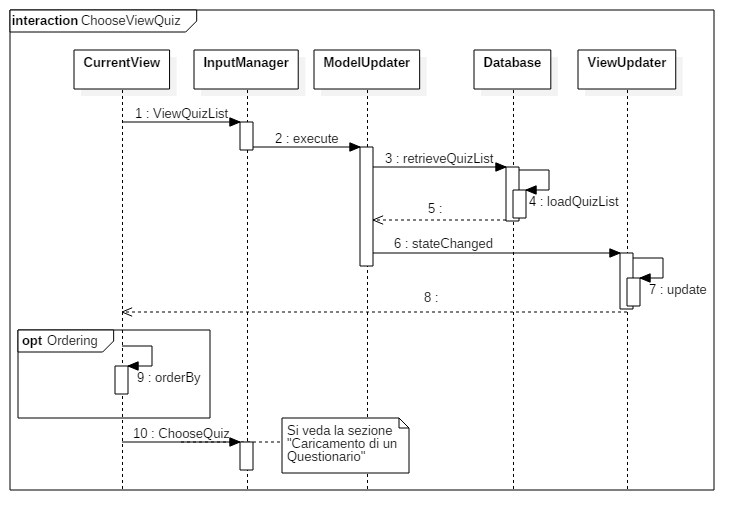 interaction ChooseViewQuiz
CurrentView
InputManager
ModelUpdater
Database
ViewUpdater
1 : ViewQuizList
2 : execute
3 : retrieveQuizList
4 : loadQuizList
5 :
6 : stateChanged
7 : update
8 :
opt Ordering
9 : orderBy
10 : ChooseQuiz
Si veda la sezione
"Caricamento di un
Questionario"